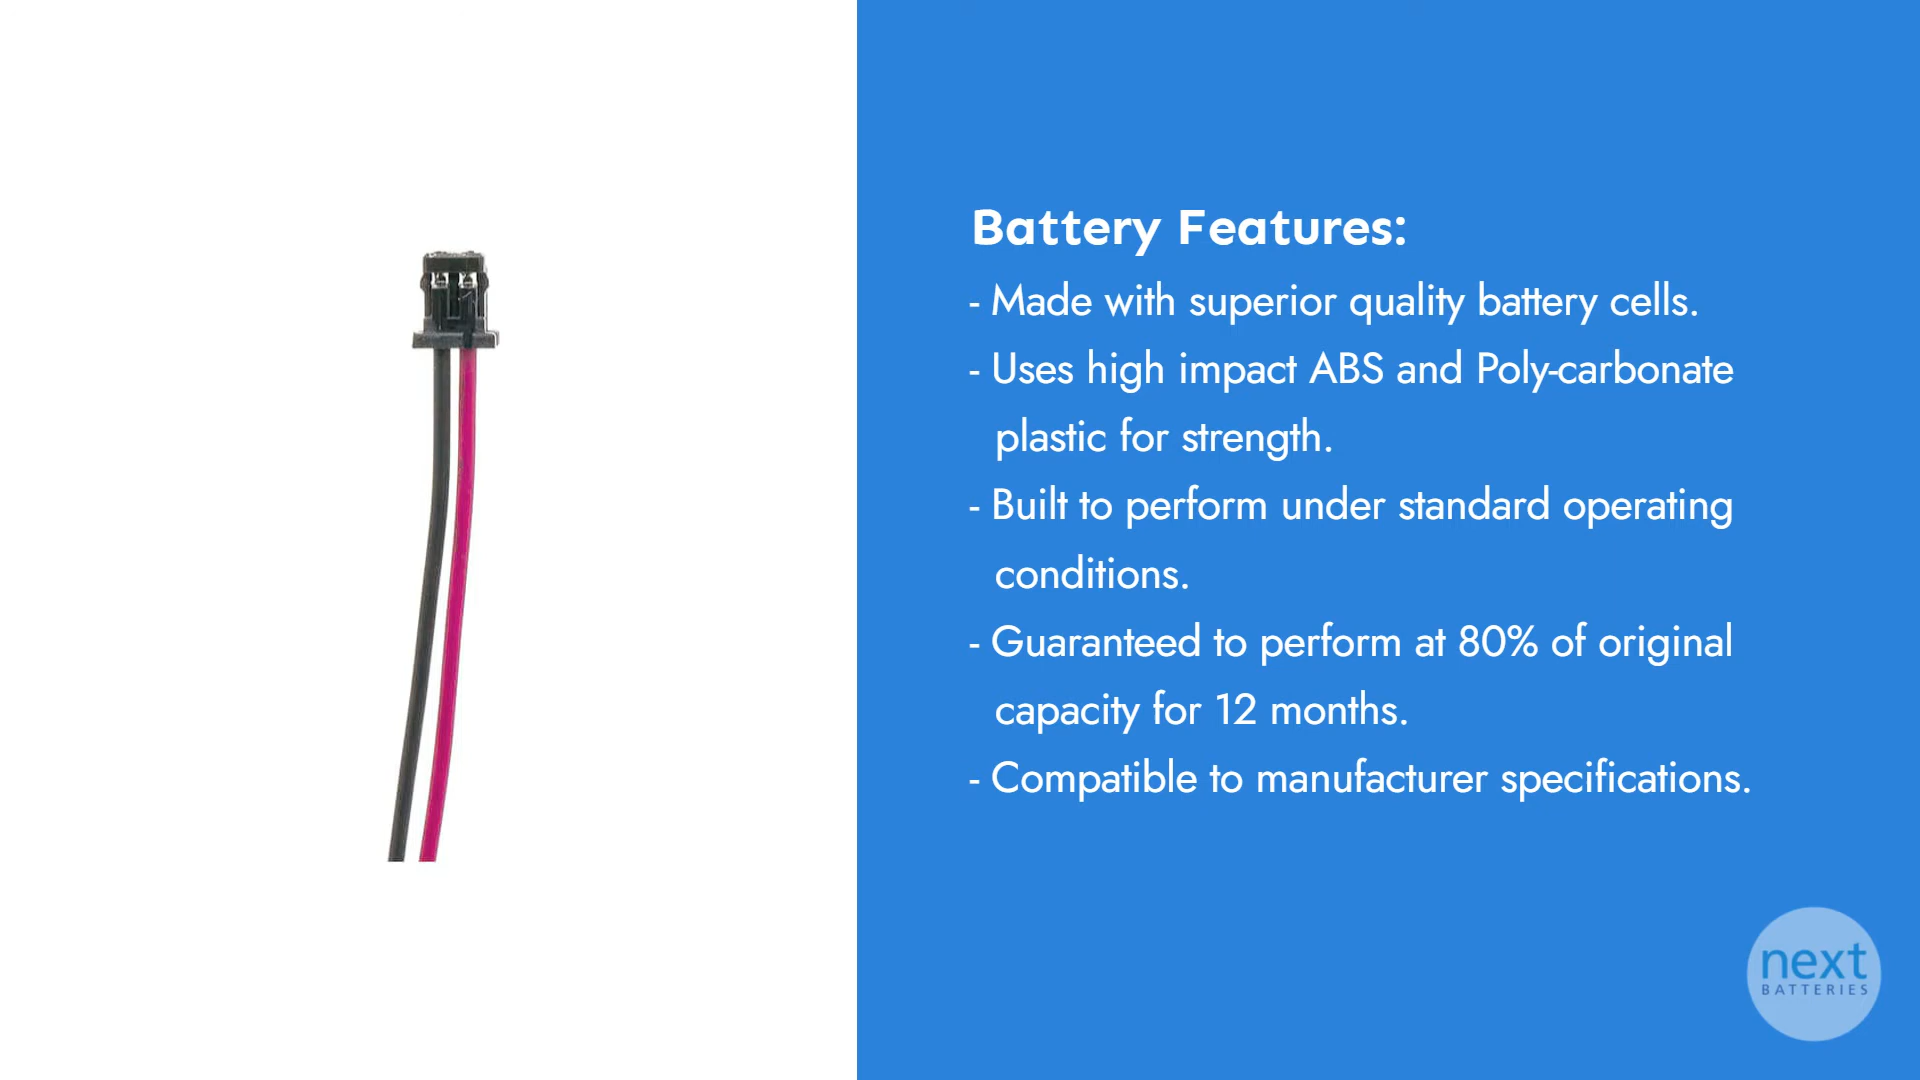 Battery Features:
- Made with superior quality battery cells.
- Uses high impact ABS and Poly-carbonate
plastic for strength.
- Built to perform under standard operating
conditions.
- Guaranteed to perform at 80% of original
capacity for 12 months.
- Compatible to manufacturer specifications.
next
BATTERIES